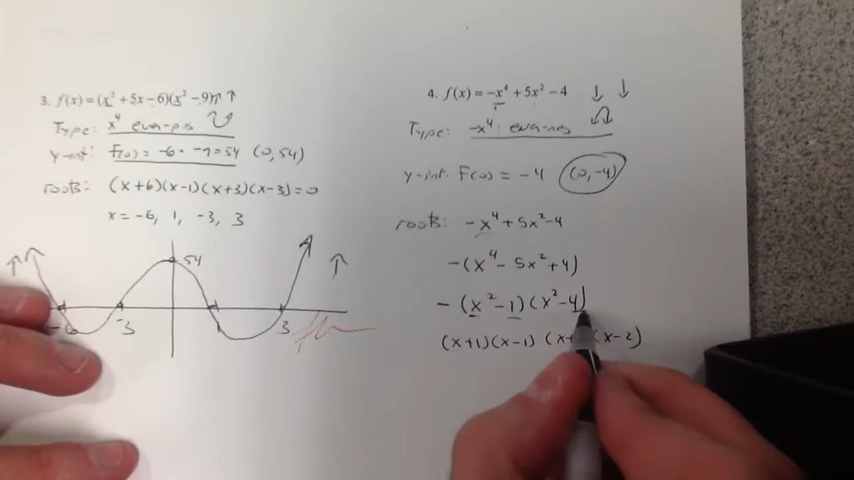 3. f(x) = (x² + 5x – 6)(x² – 9) ↑ ↑
Type: x⁴ even-pos
y-int: f(0) = -6 · -9 = 54 (0, 54)
roots: (x+6)(x-1)(x+3)(x-3)=0
x = -6, 1, -3, 3
54
-6 -3 1 3
4. f(x) = –x⁴ + 5x² – 4 ↓ ↓
Type: -x⁴: even-neg
y-int: F(0) = -4 (0,-4)
roots: -x⁴ + 5x² - 4
-(x⁴ - 5x² + 4)
-(x² - 1)(x² - 4)
(x+1)(x-1) (x+ (x-2)